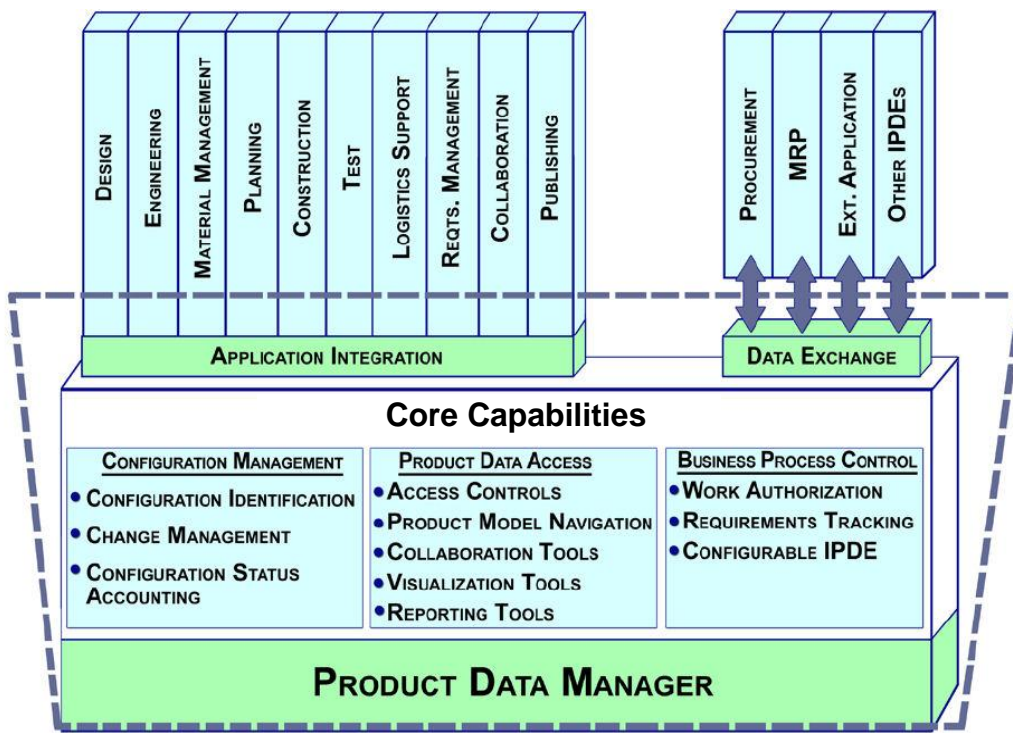 DESIGN
ENGINEERING
MATERIAL MANAGEMENT
PLANNING
CONSTRUCTION
TEST
LOGISTICS SUPPORT
REQTS. MANAGEMENT
COLLABORATION
PUBLISHING
PROCUREMENT
MRP
EXT. APPLICATION
OTHER IPDEs
APPLICATION INTEGRATION
DATA EXCHANGE
Core Capabilities
CONFIGURATION MANAGEMENT
• CONFIGURATION IDENTIFICATION
• CHANGE MANAGEMENT
• CONFIGURATION STATUS
ACCOUNTING
PRODUCT DATA ACCESS
• ACCESS CONTROLS
• PRODUCT MODEL NAVIGATION
• COLLABORATION TOOLS
• VISUALIZATION TOOLS
• REPORTING TOOLS
BUSINESS PROCESS CONTROL
• WORK AUTHORIZATION
• REQUIREMENTS TRACKING
• CONFIGURABLE IPDE
PRODUCT DATA MANAGER